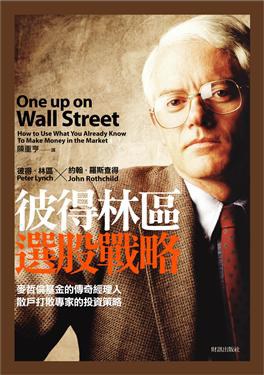 One up on
Wall Street
How to Use What You Already Know
To Make Money in the Market
陳重亨──譯
彼得‧林區
Peter Lynch
約翰‧羅斯查得
John Rothchild
彼得林區
選股戰略
麥哲倫基金的傳奇經理人
散戶打敗專家的投資策略
財訊出版社